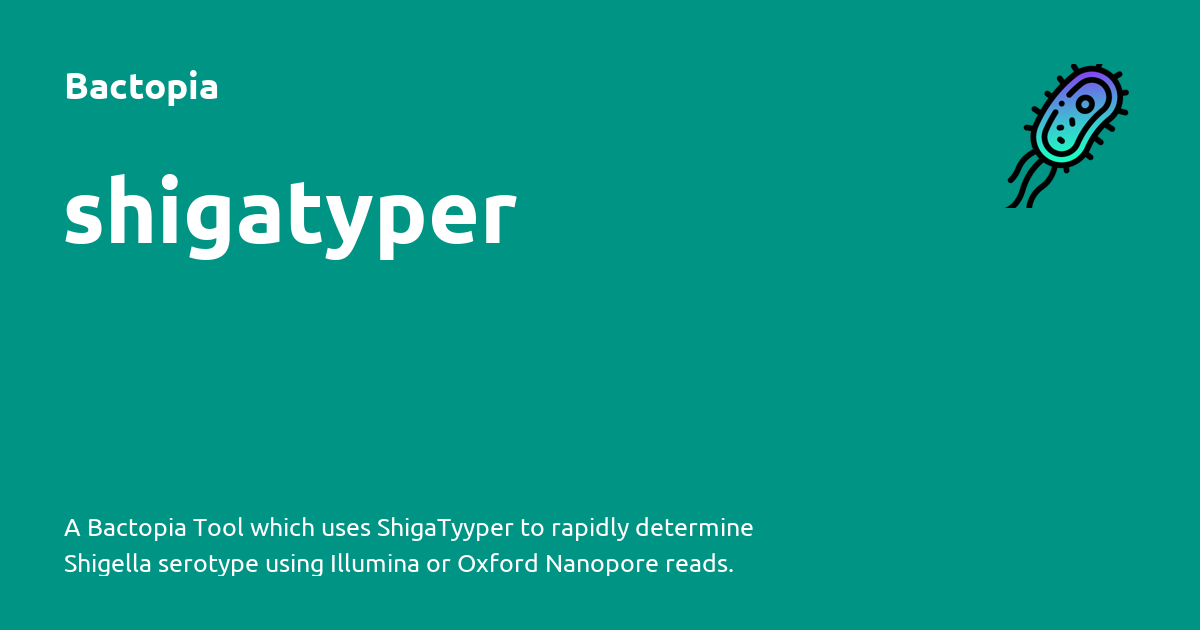 Bactopia
shigatyper
A Bactopia Tool which uses ShigaTyyper to rapidly determine
Shigella serotype using Illumina or Oxford Nanopore reads.